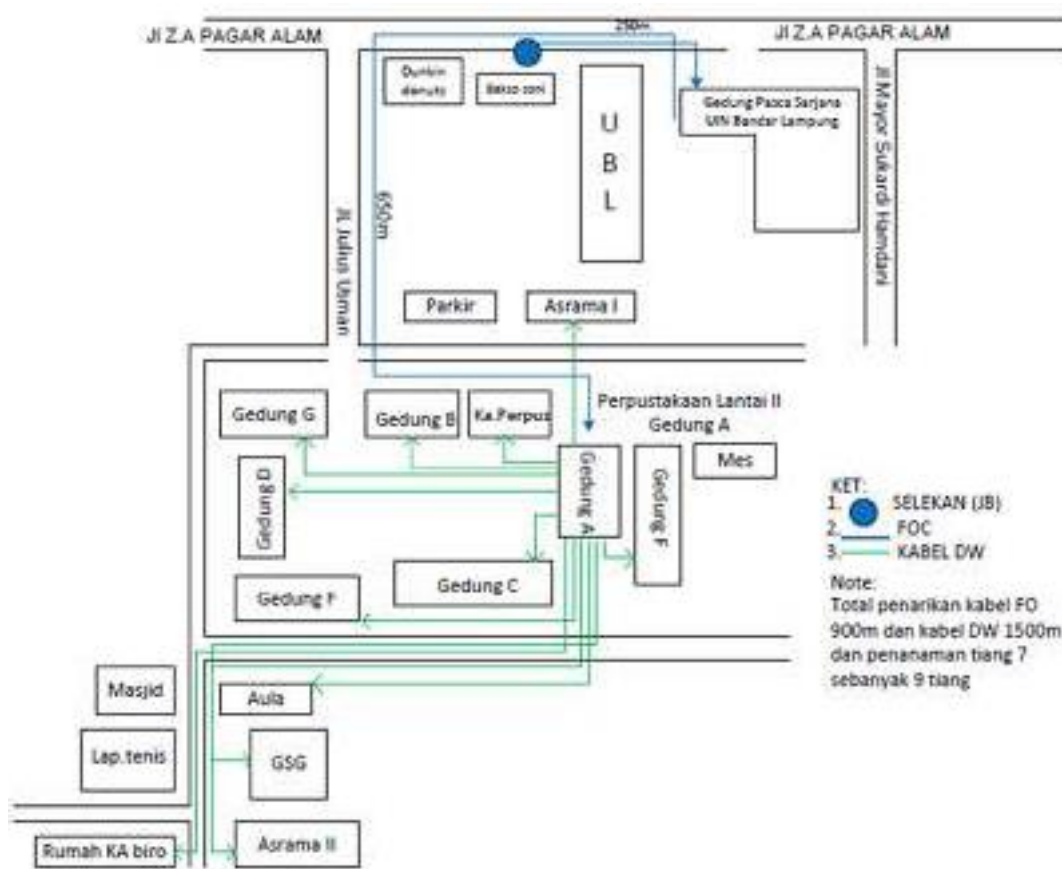 250m
JI Z.A PAGAR ALAM
JI Z.A PAGAR ALAM
Dunkin
donuts
Bakso soni
UBL
Gedung Pasca Sarjana
UIN Bandar Lampung
Jl Mayor Sukardi Hamdani
650m
Jl. Julius Usman
Parkir
Asrama I
Perpustakaan Lantai II
Gedung A
Gedung G
Gedung B
Ka.Perpus
Mes
Gedung A
Gedung F
Gedung D
Gedung C
Gedung F
KET:
1. SELEKAN (JB)
2. FOC
3. KABEL DW
Note:
Total penarikan kabel FO
900m dan kabel DW 1500m
dan penanaman tiang 7
sebanyak 9 tiang
Masjid
Aula
Lap.tenis
GSG
Rumah KA biro
Asrama II